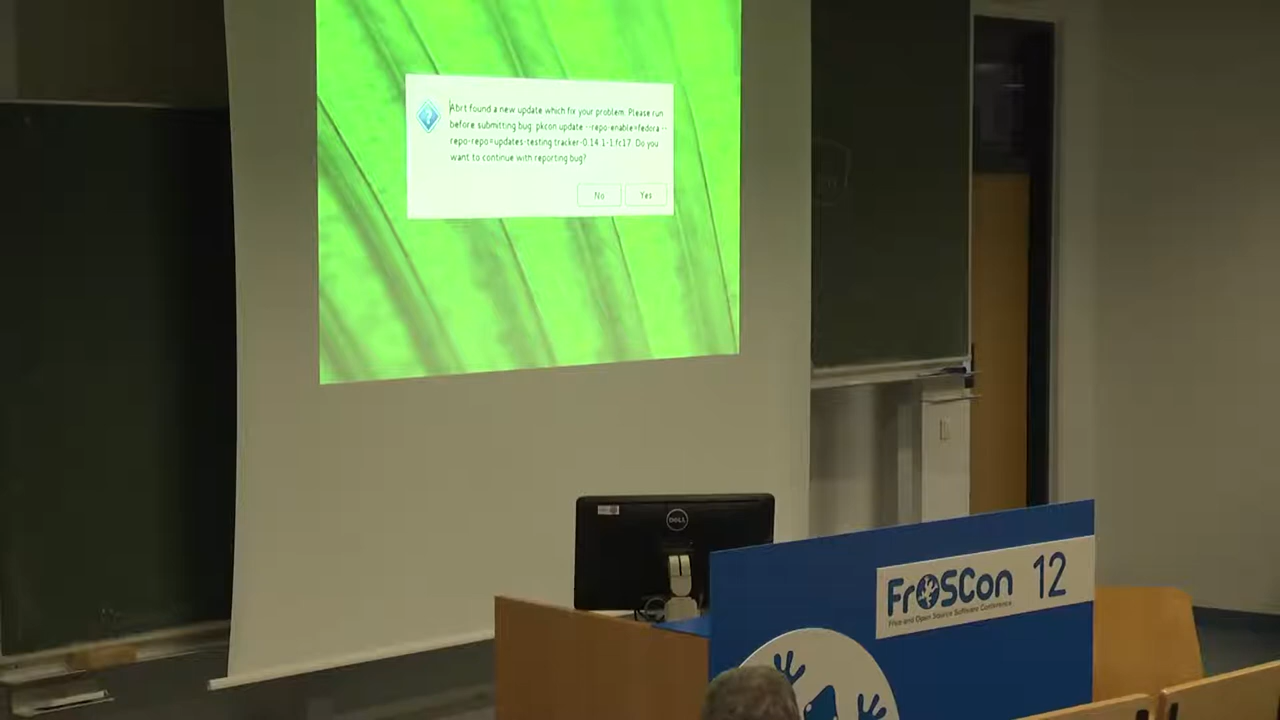 Abrt found a new update which fix your problem. Please run
before submitting bug: pkcon update --repo-enable=fedora --
repo-repo=updates-testing tracker-0.14.1-1.fc17. Do you
want to continue with reporting bug?
No
Yes
DELL
FrOSCon 12
Free and Open Source Software Conference